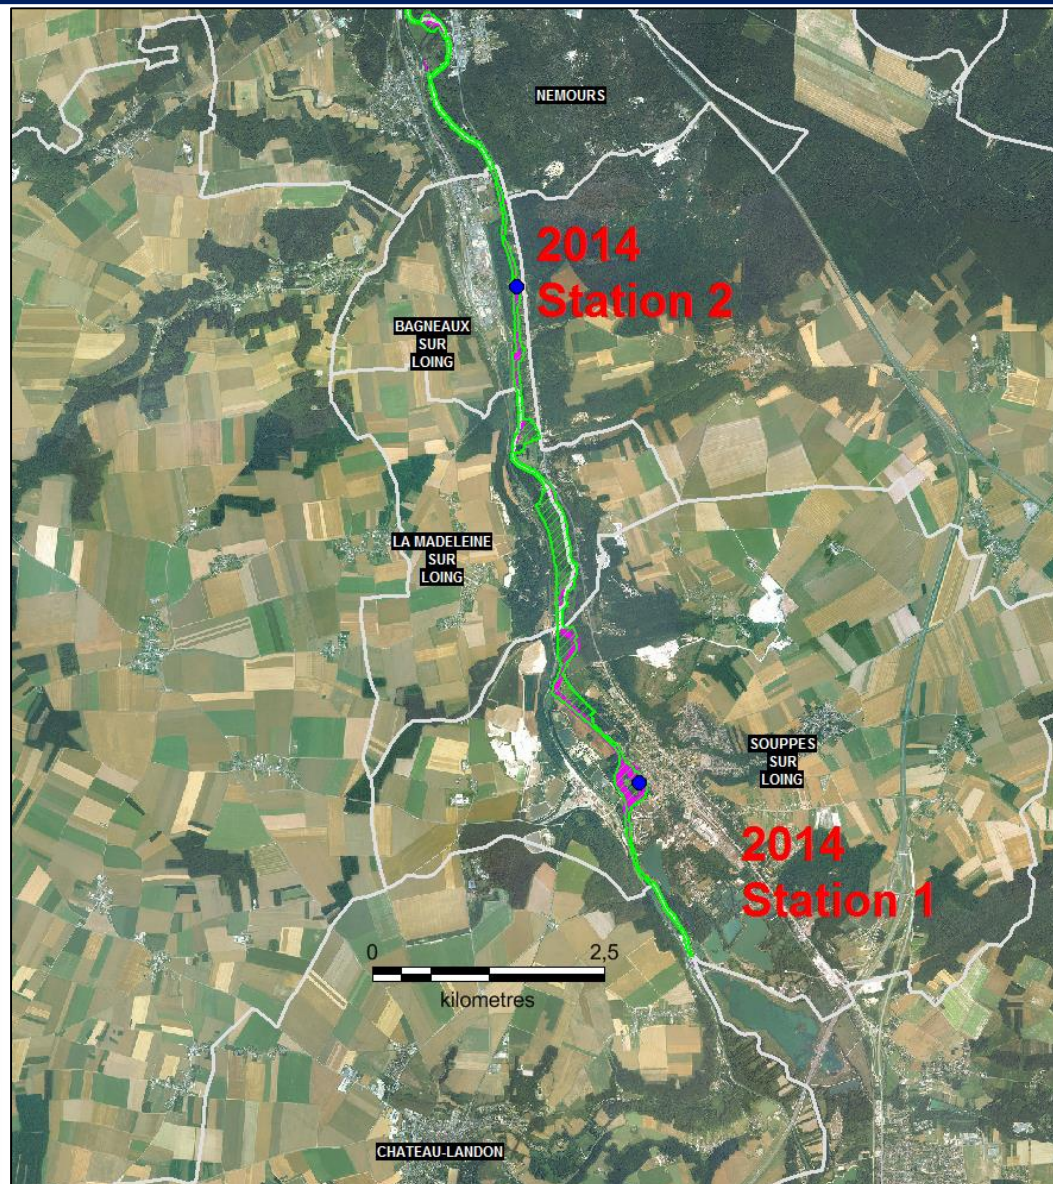 NEMOURS
2014
Station 2
BAGNEAUX
SUR
LOING
LA MADELEINE
SUR
LOING
SOUPPES
SUR
LOING
2014
Station 1
0 2,5
kilometres
CHATEAU-LANDON